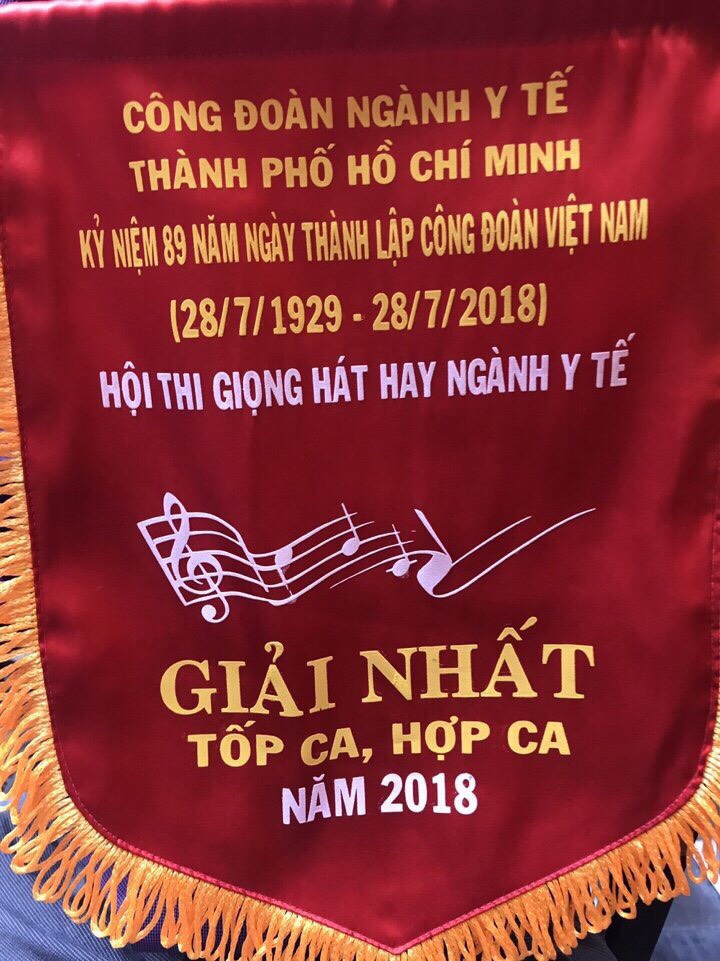 CÔNG ĐOÀN NGÀNH Y TẾ
THÀNH PHỐ HỒ CHÍ MINH
KỶ NIỆM 89 NĂM NGÀY THÀNH LẬP CÔNG ĐOÀN VIỆT NAM
(28/7/1929 - 28/7/2018)
HỘI THI GIỌNG HÁT HAY NGÀNH Y TẾ
GIẢI NHẤT
TỐP CA, HỢP CA
NĂM 2018